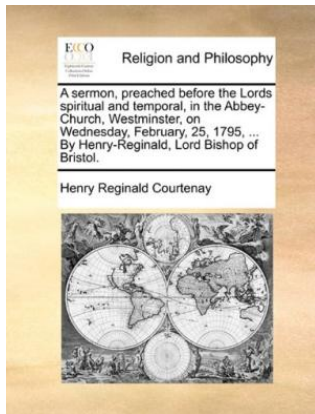 ECCO
Religion and Philosophy
A sermon, preached before the Lords
spiritual and temporal, in the Abbey-
Church, Westminster, on
Wednesday, February, 25, 1795, ...
By Henry-Reginald, Lord Bishop of
Bristol.
Henry Reginald Courtenay